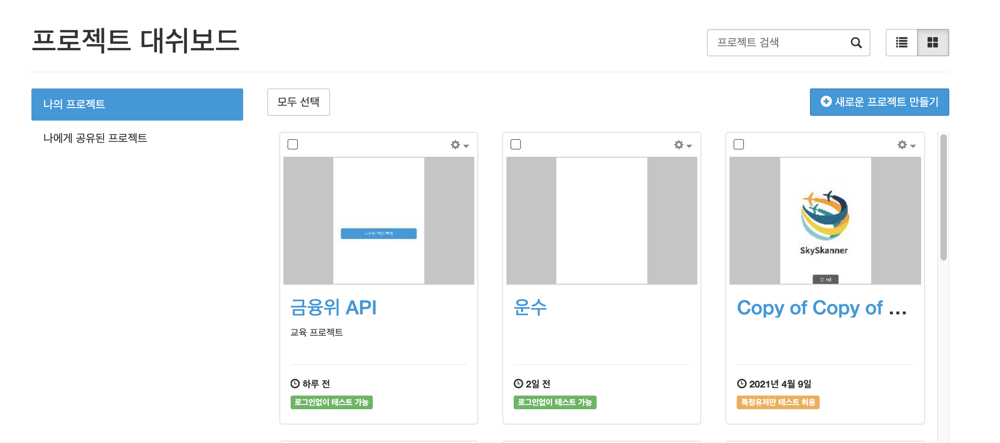 프로젝트 대쉬보드
프로젝트 검색
나의 프로젝트
나에게 공유된 프로젝트
모두 선택
새로운 프로젝트 만들기
SkySkanner
금융위 API
운수
Copy of Copy of ...
교육 프로젝트
하루 전
2일 전
2021년 4월 9일
로그인없이 테스트 가능
로그인없이 테스트 가능
특정유저만 테스트 허용